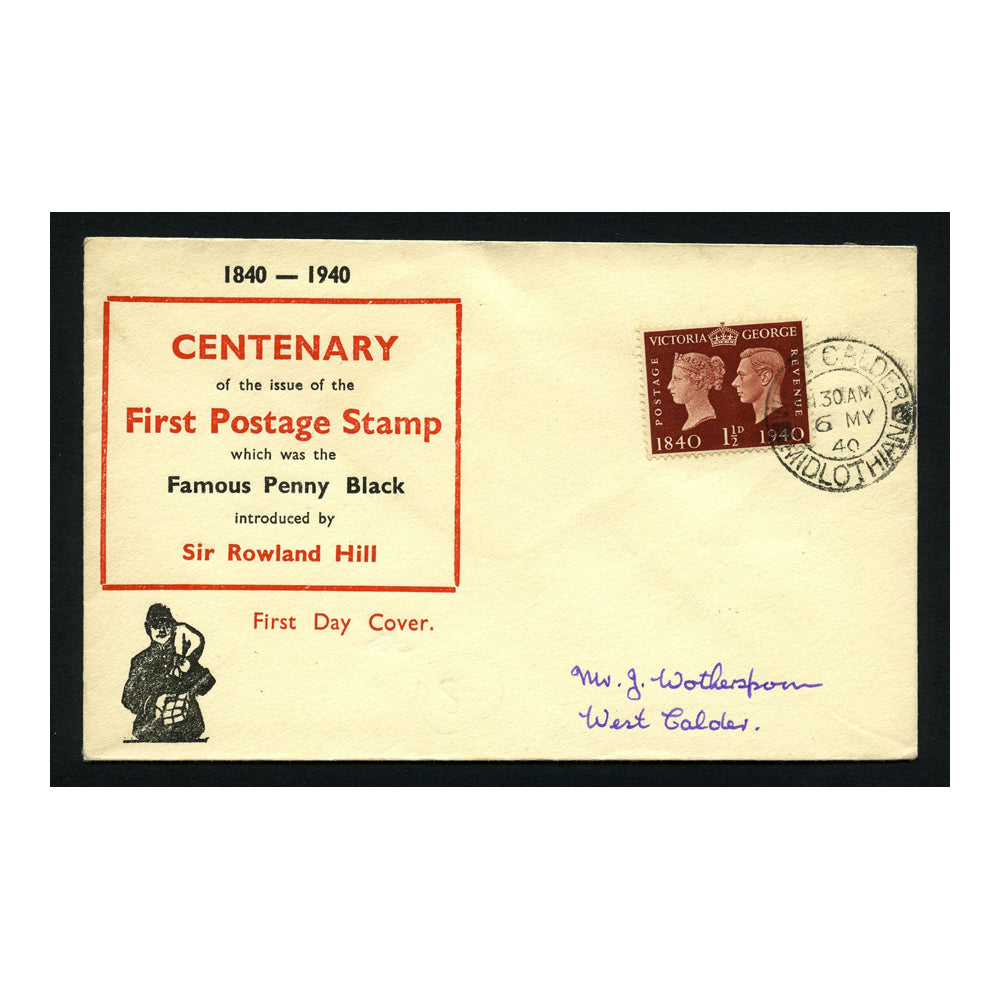 1840 — 1940
CENTENARY
of the issue of the
First Postage Stamp
which was the
Famous Penny Black
introduced by
Sir Rowland Hill
First Day Cover.
VICTORIA GEORGE
POSTAGE
REVENUE
1840 1½D 1940
CALDER
30 AM
6 MY
40
MIDLOTHIAN
Mr. J. Wotherspoon
West Calder.